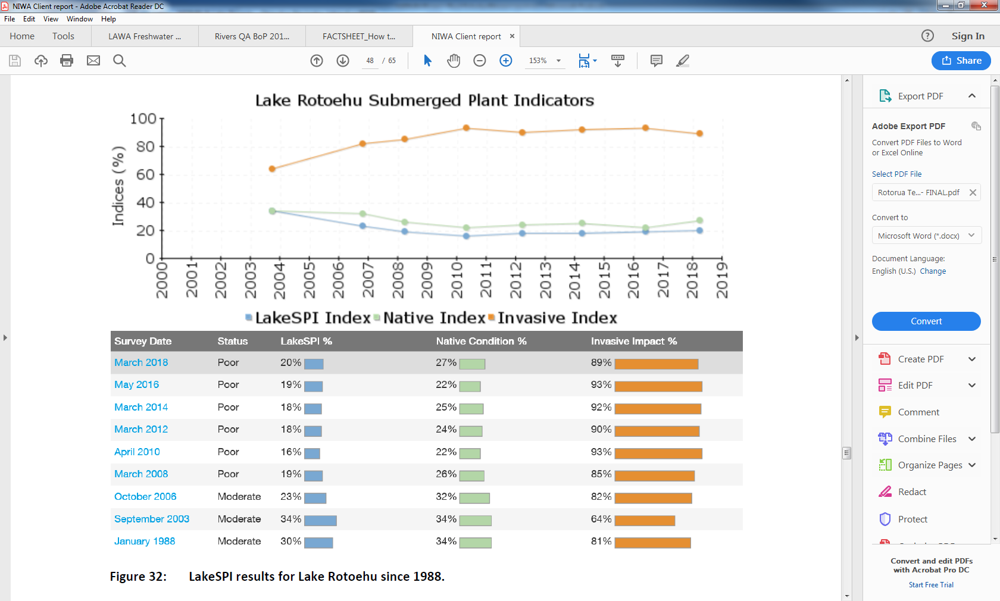 NIWA Client report - Adobe Acrobat Reader DC
File Edit View Window Help
Home Tools LAWA Freshwater ... Rivers QA BoP 201... FACTSHEET_How t... NIWA Client report × ? Sign In
48 / 65 153% Share
Lake Rotoehu Submerged Plant Indicators
Indices (%)
100
80
60
40
20
0
2000 2001 2002 2003 2004 2005 2006 2007 2008 2009 2010 2011 2012 2013 2014 2015 2016 2017 2018 2019
LakeSPI Index Native Index Invasive Index
Survey Date Status LakeSPI % Native Condition % Invasive Impact %
March 2018 Poor 20% 27% 89%
May 2016 Poor 19% 22% 93%
March 2014 Poor 18% 25% 92%
March 2012 Poor 18% 24% 90%
April 2010 Poor 16% 22% 93%
March 2008 Poor 19% 26% 85%
October 2006 Moderate 23% 32% 82%
September 2003 Moderate 34% 34% 64%
January 1988 Moderate 30% 34% 81%
Figure 32: LakeSPI results for Lake Rotoehu since 1988.
Export PDF
Adobe Export PDF
Convert PDF Files to Word
or Excel Online
Select PDF File
Rotorua Te...- FINAL.pdf
Convert to
Microsoft Word (*.docx)
Document Language:
English (U.S.) Change
Convert
Create PDF
Edit PDF
Comment
Combine Files
Organize Pages
Redact
Protect
Convert and edit PDFs
with Acrobat Pro DC
Start Free Trial